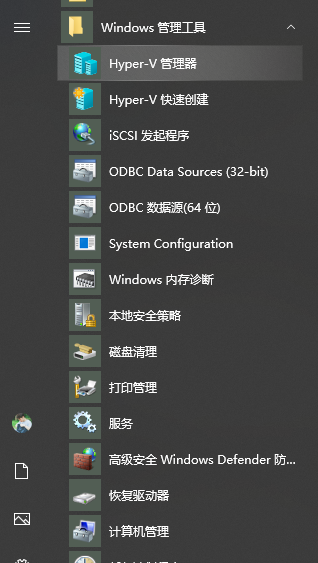 Windows 管理工具
Hyper-V 管理器
Hyper-V 快速创建
iSCSI 发起程序
ODBC Data Sources (32-bit)
ODBC 数据源(64 位)
System Configuration
Windows 内存诊断
本地安全策略
磁盘清理
打印管理
服务
高级安全 Windows Defender 防...
恢复驱动器
计算机管理